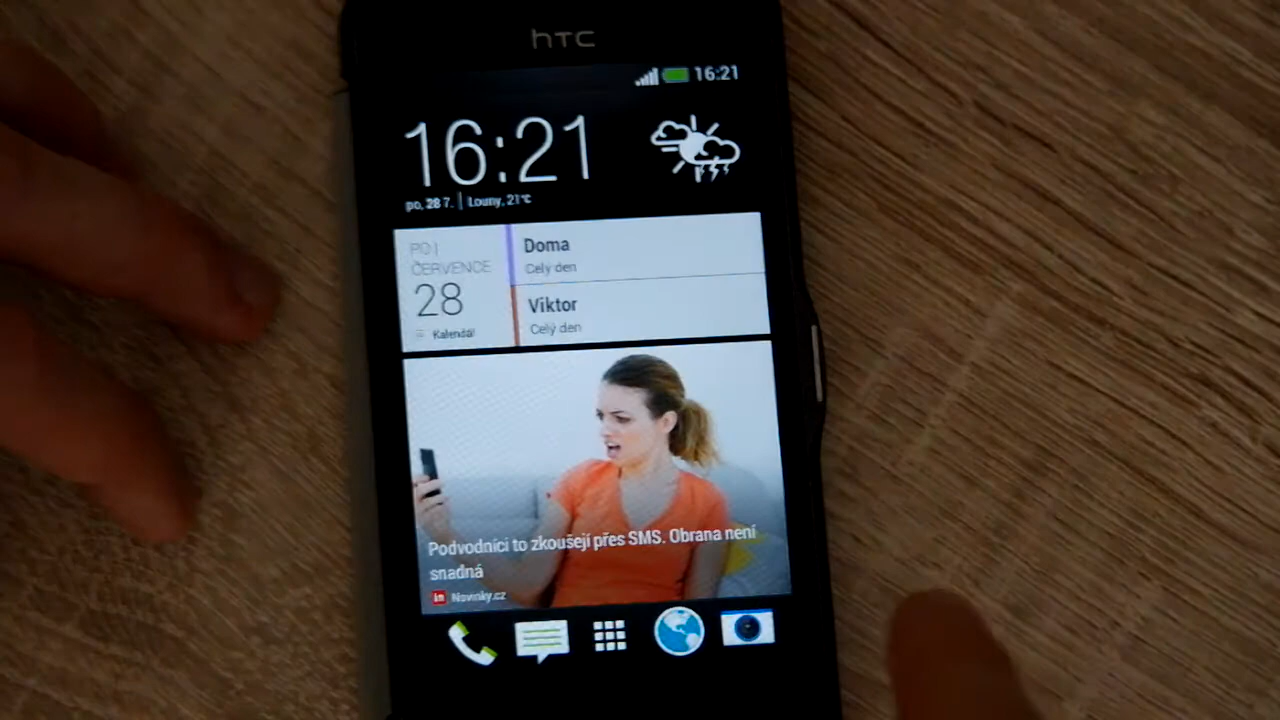 hTC
16:21
16:21
po, 28 7. | Louny, 21°C
PO |
ČERVENCE
28
Kalendář
Doma
Celý den
Viktor
Celý den
Podvodníci to zkoušejí přes SMS. Obrana není
snadná
in Novinky.cz